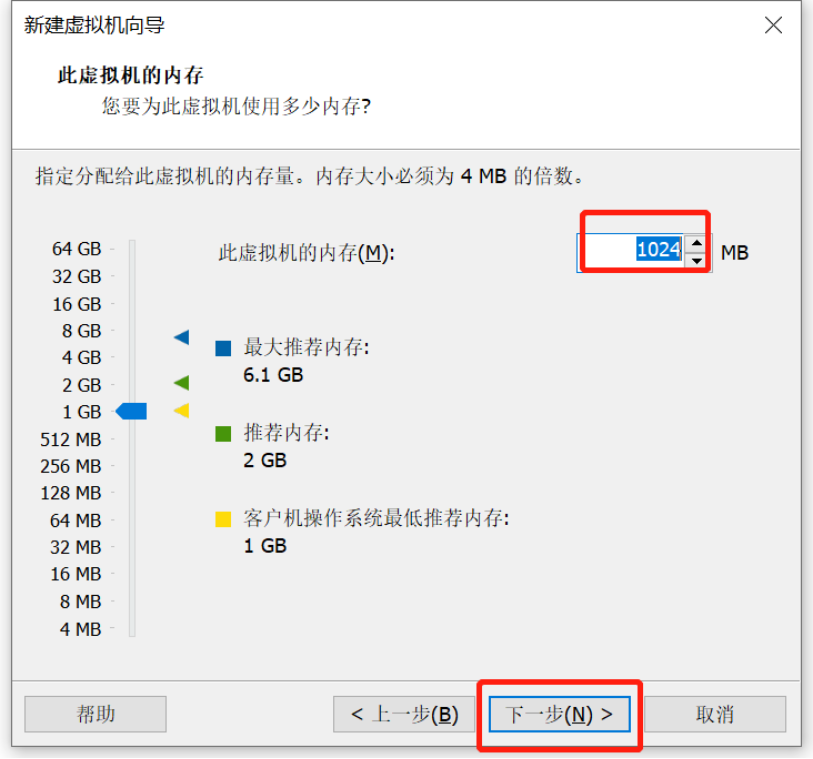 新建虚拟机向导
此虚拟机的内存
您要为此虚拟机使用多少内存?
指定分配给此虚拟机的内存量。内存大小必须为 4 MB 的倍数。
此虚拟机的内存(M):
1024
MB
64 GB
32 GB
16 GB
8 GB
4 GB
2 GB
1 GB
512 MB
256 MB
128 MB
64 MB
32 MB
16 MB
8 MB
4 MB
最大推荐内存:
6.1 GB
推荐内存:
2 GB
客户机操作系统最低推荐内存:
1 GB
帮助
< 上一步(B)
下一步(N) >
取消